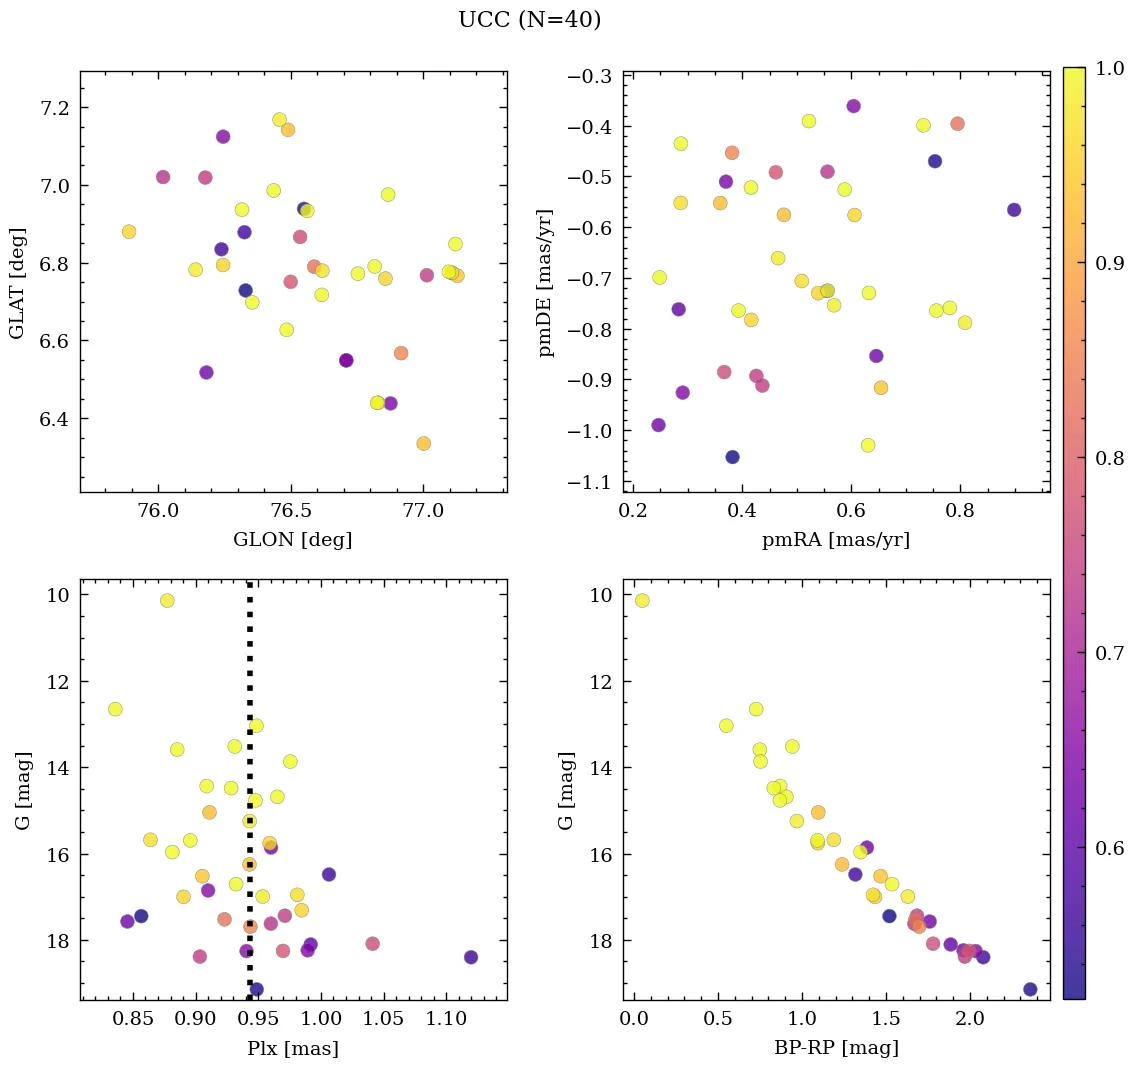 UCC (N=40)
7.2
7.0
6.8
6.6
6.4
GLAT [deg]
76.0 76.5 77.0
GLON [deg]
−0.3
−0.4
−0.5
−0.6
−0.7
−0.8
−0.9
−1.0
−1.1
pmDE [mas/yr]
0.2 0.4 0.6 0.8
pmRA [mas/yr]
10
12
14
16
18
G [mag]
0.85 0.90 0.95 1.00 1.05 1.10
Plx [mas]
10
12
14
16
18
G [mag]
0.0 0.5 1.0 1.5 2.0
BP-RP [mag]
1.0
0.9
0.8
0.7
0.6